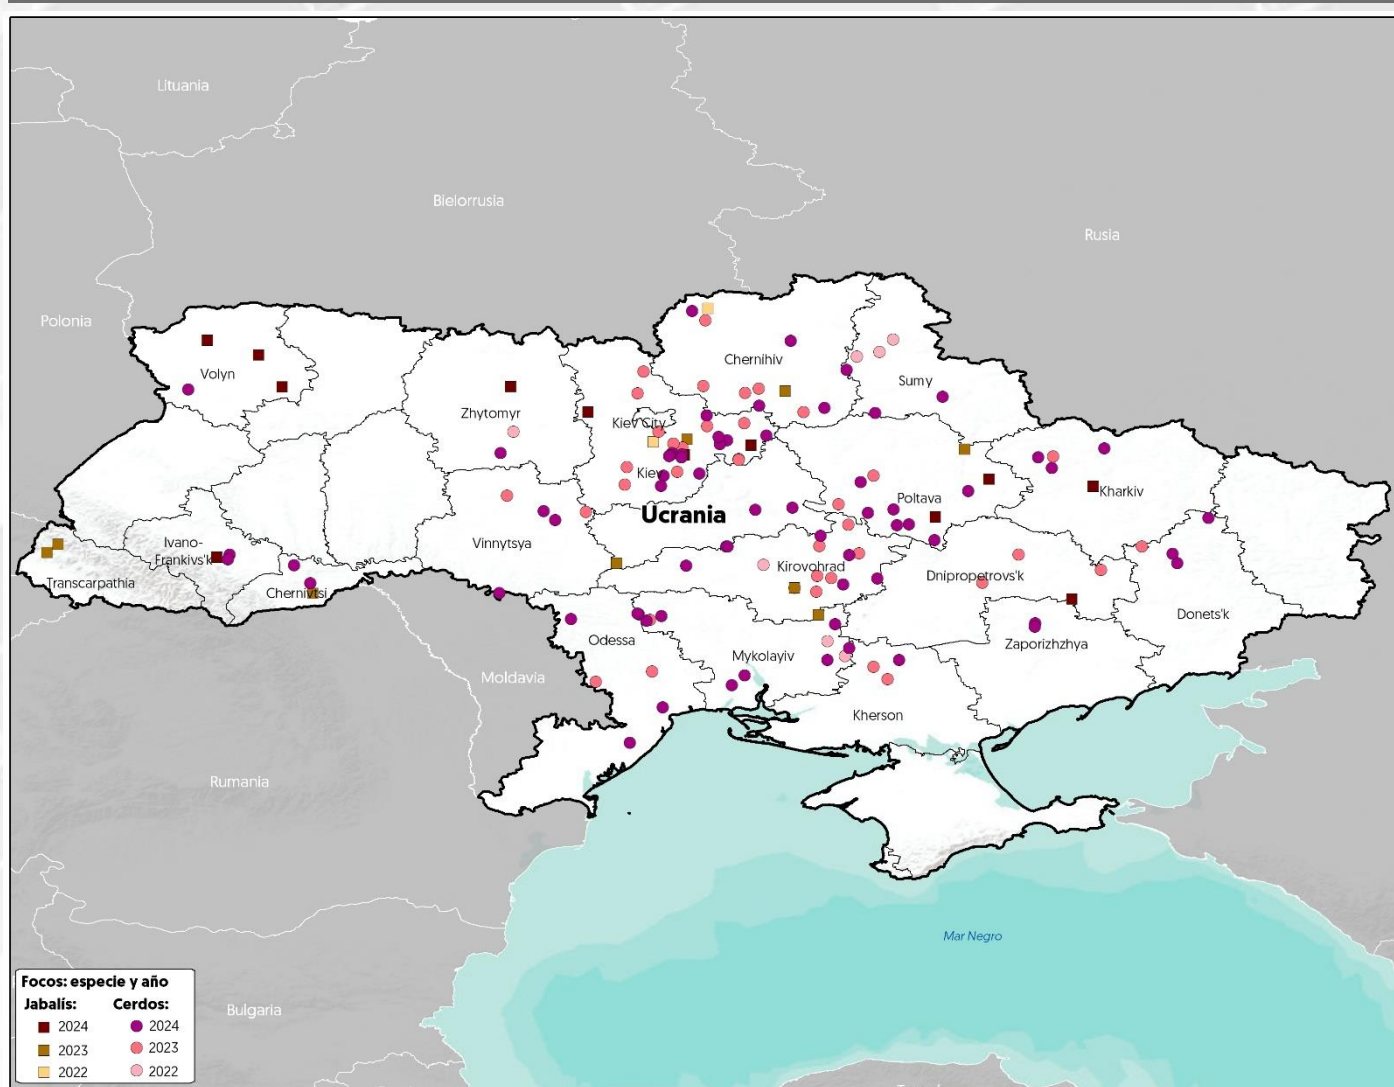 Lituania
Bielorrusia
Rusia
Polonia
Chernihiv
Volyn
Sumy
Zhytomyr
Kiev City
Kiev
Kharkiv
Poltava
Ucrania
Vinnytsya
Ivano-
Frankivs'k
Kirovohrad
Dnipropetrovs'k
Transcarpathia
Chernivtsi
Donets'k
Odessa
Zaporizhzhya
Mykolayiv
Moldavia
Kherson
Rumania
Mar Negro
Bulgaria
Focos: especie y año
Jabalís: Cerdos:
2024 2024
2023 2023
2022 2022